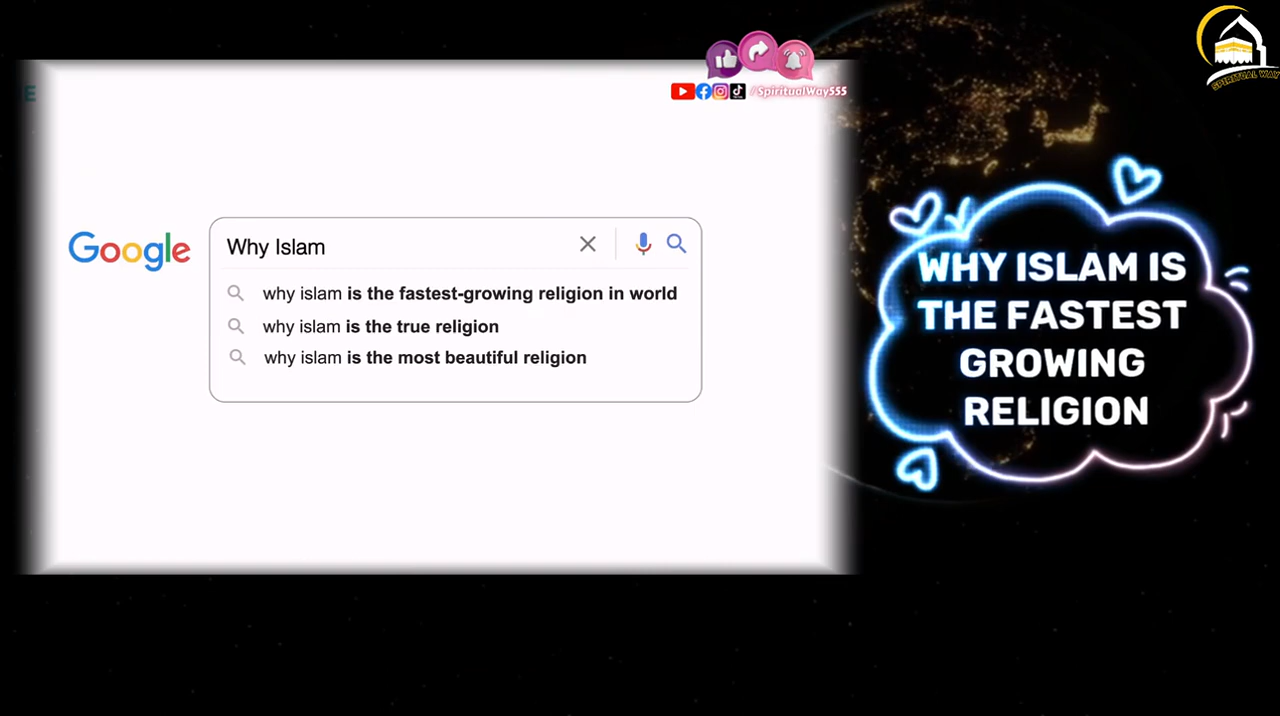 /SpiritualWay555
SPIRITUAL WAY
Google
Why Islam
why islam is the fastest-growing religion in world
why islam is the true religion
why islam is the most beautiful religion
WHY ISLAM IS
THE FASTEST
GROWING
RELIGION